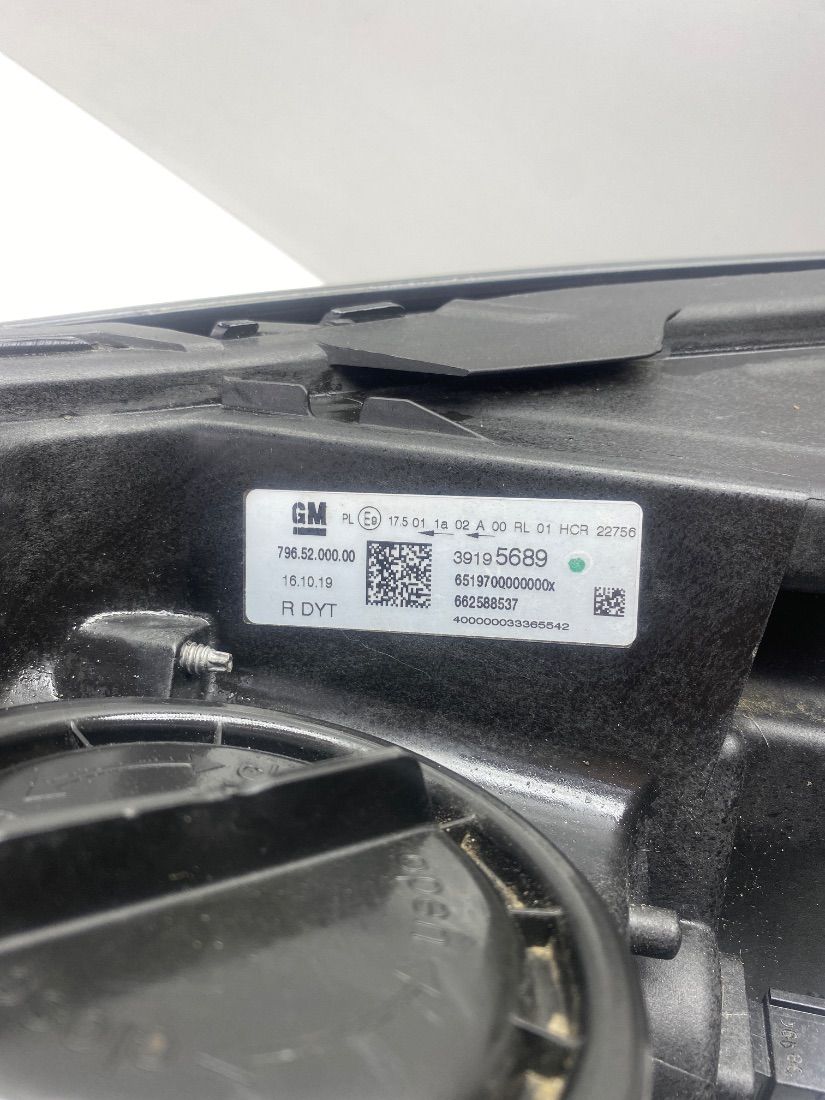 GM PL E9 17.5 01 1a 02 A 00 RL 01 HCR 22756
796.52.000.00 39195689
16.10.19 6519700000000x
R DYT 662588537
400000033365542
open